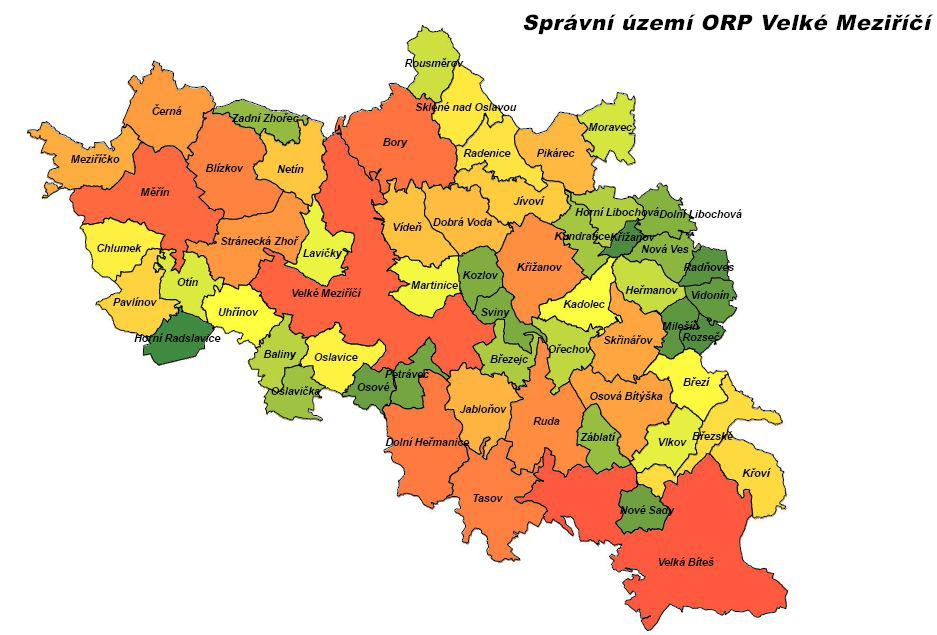 Správní území ORP Velké Meziříčí
Rousměrov
Sklené nad Oslavou
Černá
Zadní Zhořec
Moravec
Bory
Meziříčko
Radenice
Pikárec
Blízkov
Netín
Měřín
Jívoví
Horní Libochová
Dolní Libochová
Vídeň
Dobrá Voda
Kundratice
Křižanov
Stránecká Zhoř
Chlumek
Nová Ves
Lavičky
Křižanov
Radňoves
Kozlov
Otín
Martinice
Heřmanov
Velké Meziříčí
Vidonín
Pavlínov
Kadolec
Uhřínov
Sviny
Milešín
Horní Radslavice
Rozseč
Skřinářov
Ořechov
Baliny
Oslavice
Březejc
Petráveč
Březí
Osové
Oslavička
Osová Bítýška
Jabloňov
Ruda
Záblatí
Březské
Dolní Heřmanice
Vlkov
Křoví
Tasov
Nové Sady
Velká Bíteš